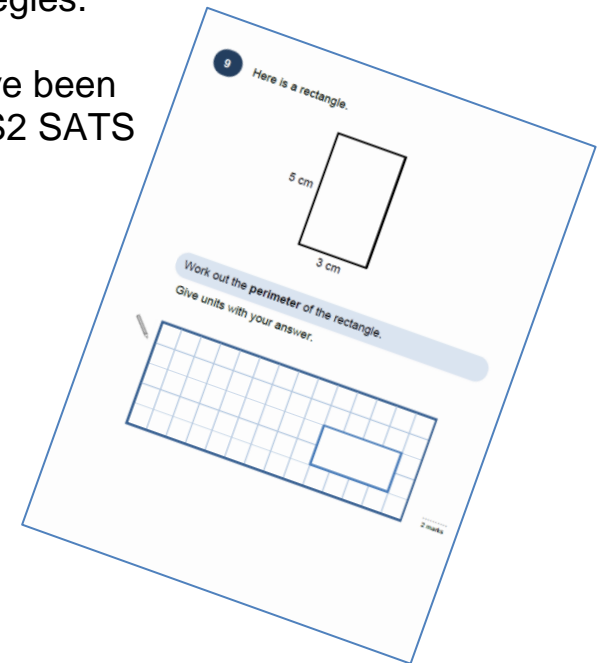 egies.
ve been
S2 SATS
9
Here is a rectangle.
5 cm
3 cm
Work out the perimeter of the rectangle.
Give units with your answer.
2 marks